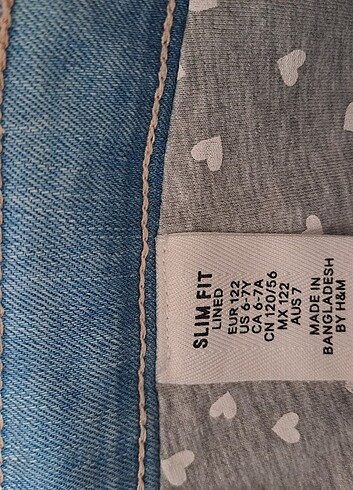 SLIM FIT
LINED
EUR 122
US 6-7Y
CA 6-7A
CN 120/56
MX 122
AUS 7
MADE IN
BANGLADESH
BY H&M